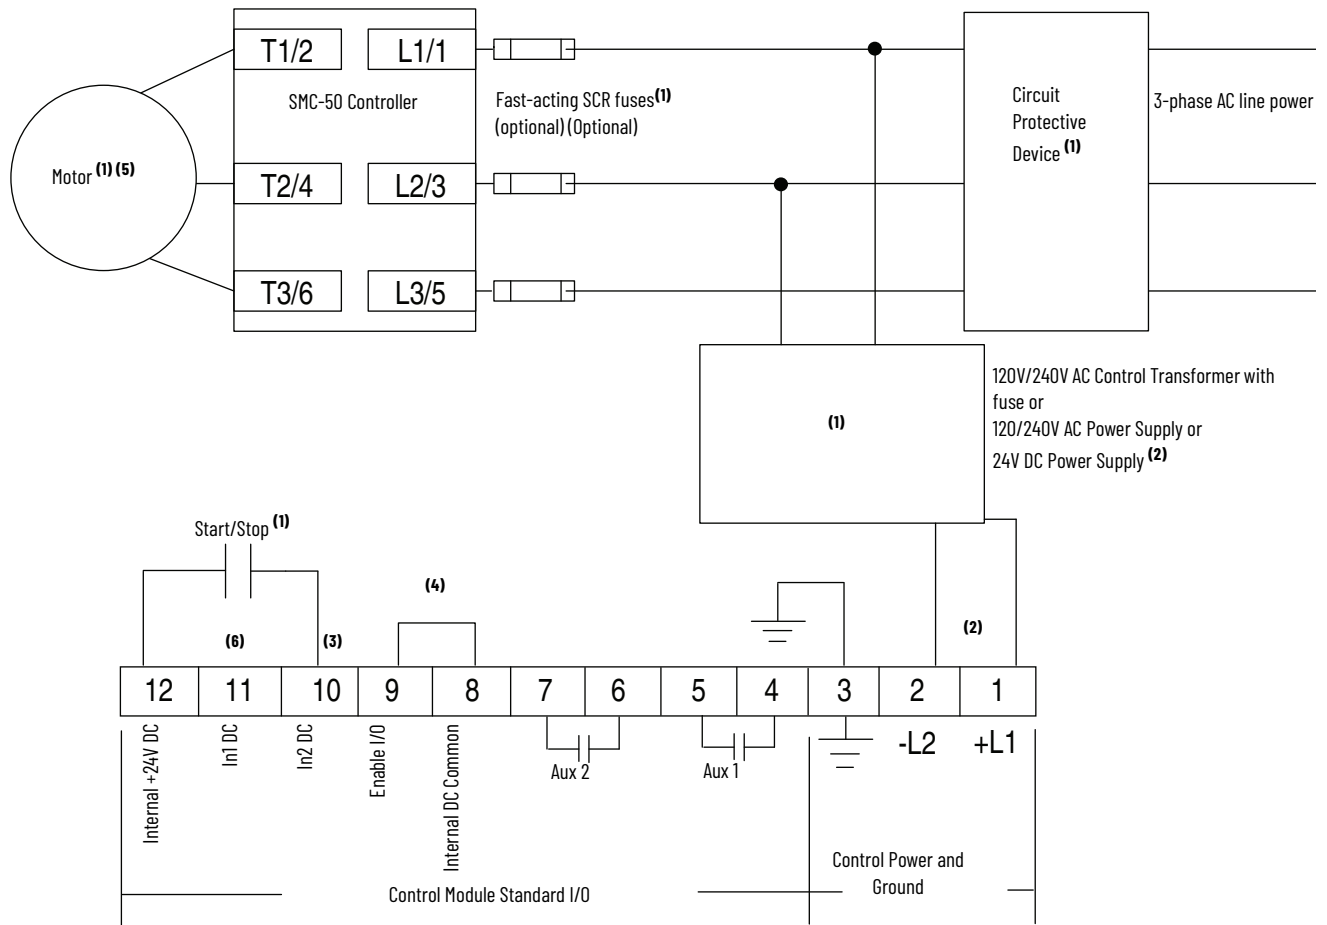 T1/2
L1/1
SMC-50 Controller
Fast-acting SCR fuses(1)
(optional)(Optional)
Circuit
Protective
Device (1)
3-phase AC line power
Motor (1) (5)
T2/4
L2/3
T3/6
L3/5
120V/240V AC Control Transformer with
fuse or
120/240V AC Power Supply or
24V DC Power Supply (2)
(1)
Start/Stop (1)
(4)
(6)
(3)
(2)
12
11
10
9
8
7
6
5
4
3
2
1
Internal +24V DC
In1 DC
In2 DC
Enable I/O
Internal DC Common
Aux 2
Aux 1
-L2
+L1
Control Module Standard I/O
Control Power and
Ground